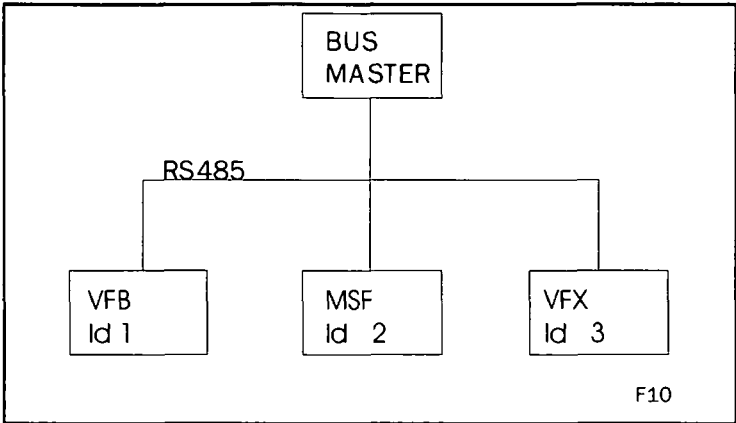 BUS
MASTER
RS485
VFB
Id 1
MSF
Id 2
VFX
Id 3
F10